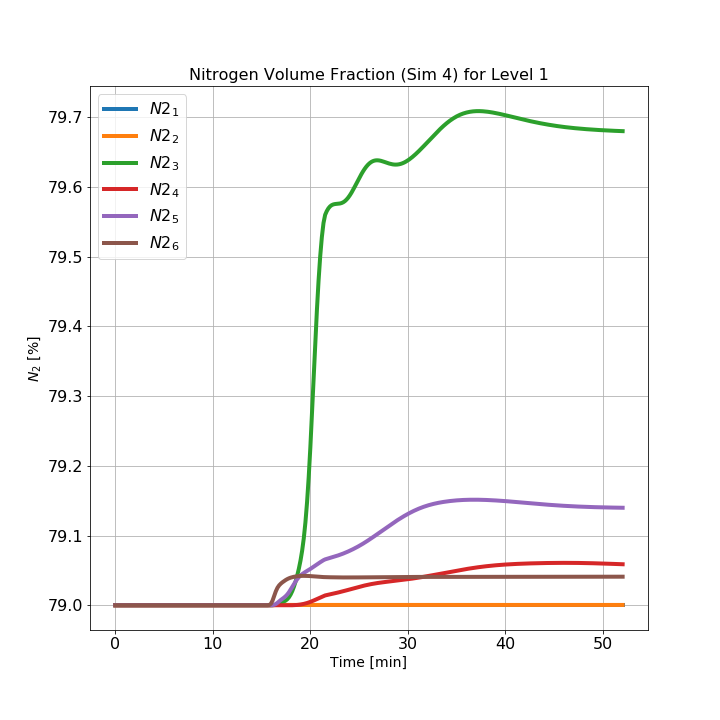 Nitrogen Volume Fraction (Sim 4) for Level 1
N2₁
N2₂
N2₃
N2₄
N2₅
N2₆
79.7
79.6
79.5
79.4
79.3
79.2
79.1
79.0
N₂ [%]
0 10 20 30 40 50
Time [min]